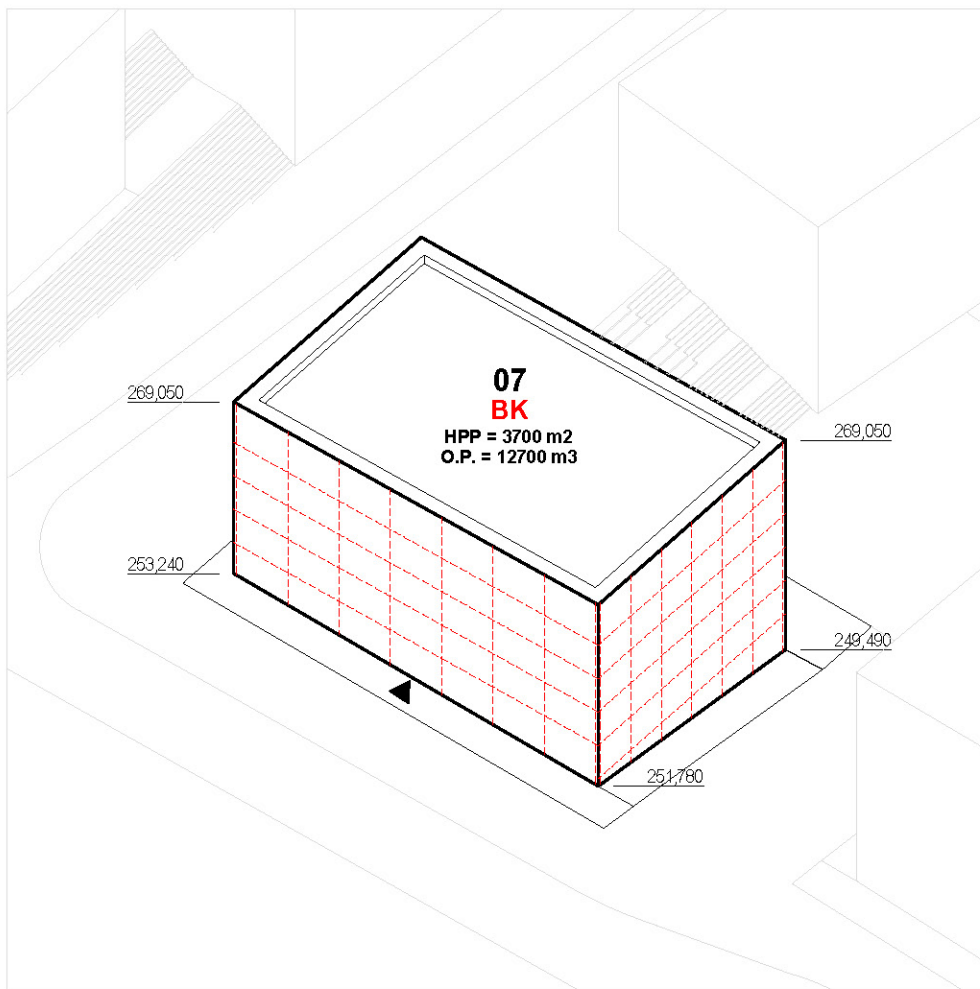 07
BK
HPP = 3700 m2
O.P. = 12700 m3
269,050
269,050
253,240
249,490
251,780